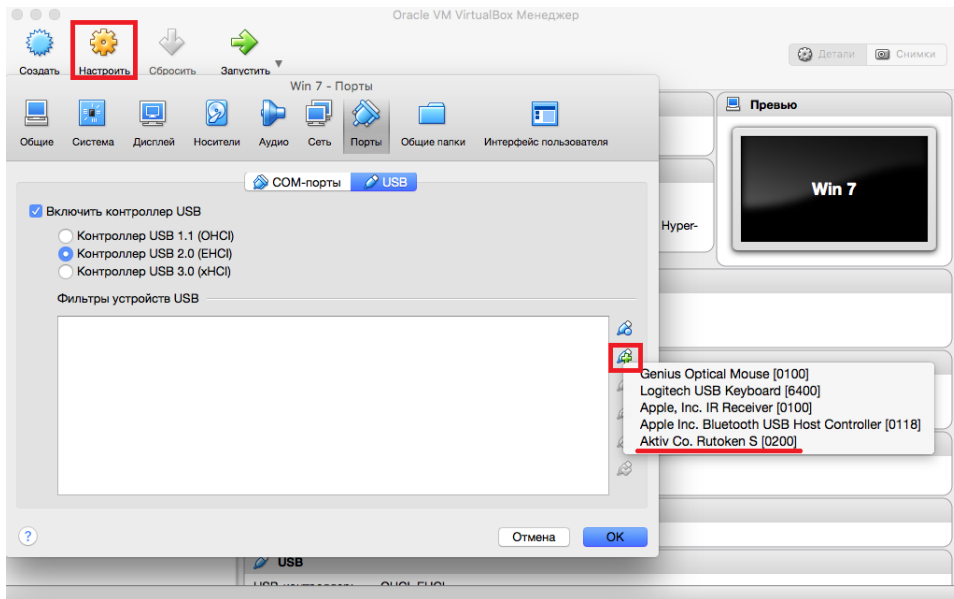 Oracle VM VirtualBox Менеджер
Создать Настроить Сбросить Запустить
Детали Снимки
Win 7 - Порты
Общие Система Дисплей Носители Аудио Сеть Порты Общие папки Интерфейс пользователя
Превью
Win 7
COM-порты USB
Включить контроллер USB
Контроллер USB 1.1 (OHCI)
Контроллер USB 2.0 (EHCI)
Контроллер USB 3.0 (xHCI)
Hyper-
Фильтры устройств USB
Genius Optical Mouse [0100]
Logitech USB Keyboard [6400]
Apple, Inc. IR Receiver [0100]
Apple Inc. Bluetooth USB Host Controller [0118]
Aktiv Co. Rutoken S [0200]
? Отмена OK
USB
USB-контроллер: OHCI, EHCI